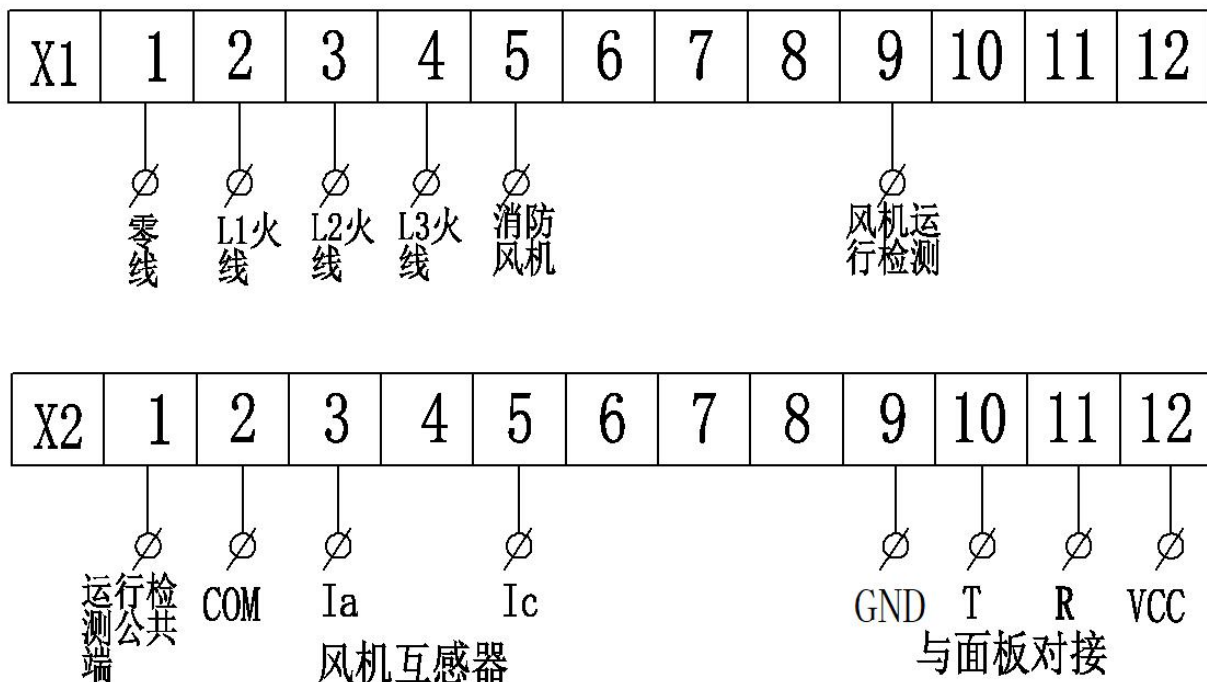 X1 1 2 3 4 5 6 7 8 9 10 11 12
零 L1火 L2火 L3火 消防 风机运
线 线 线 线 风机 行检测
X2 1 2 3 4 5 6 7 8 9 10 11 12
运行检 COM Ia Ic GND T R VCC
测公共
端
风机互感器 与面板对接